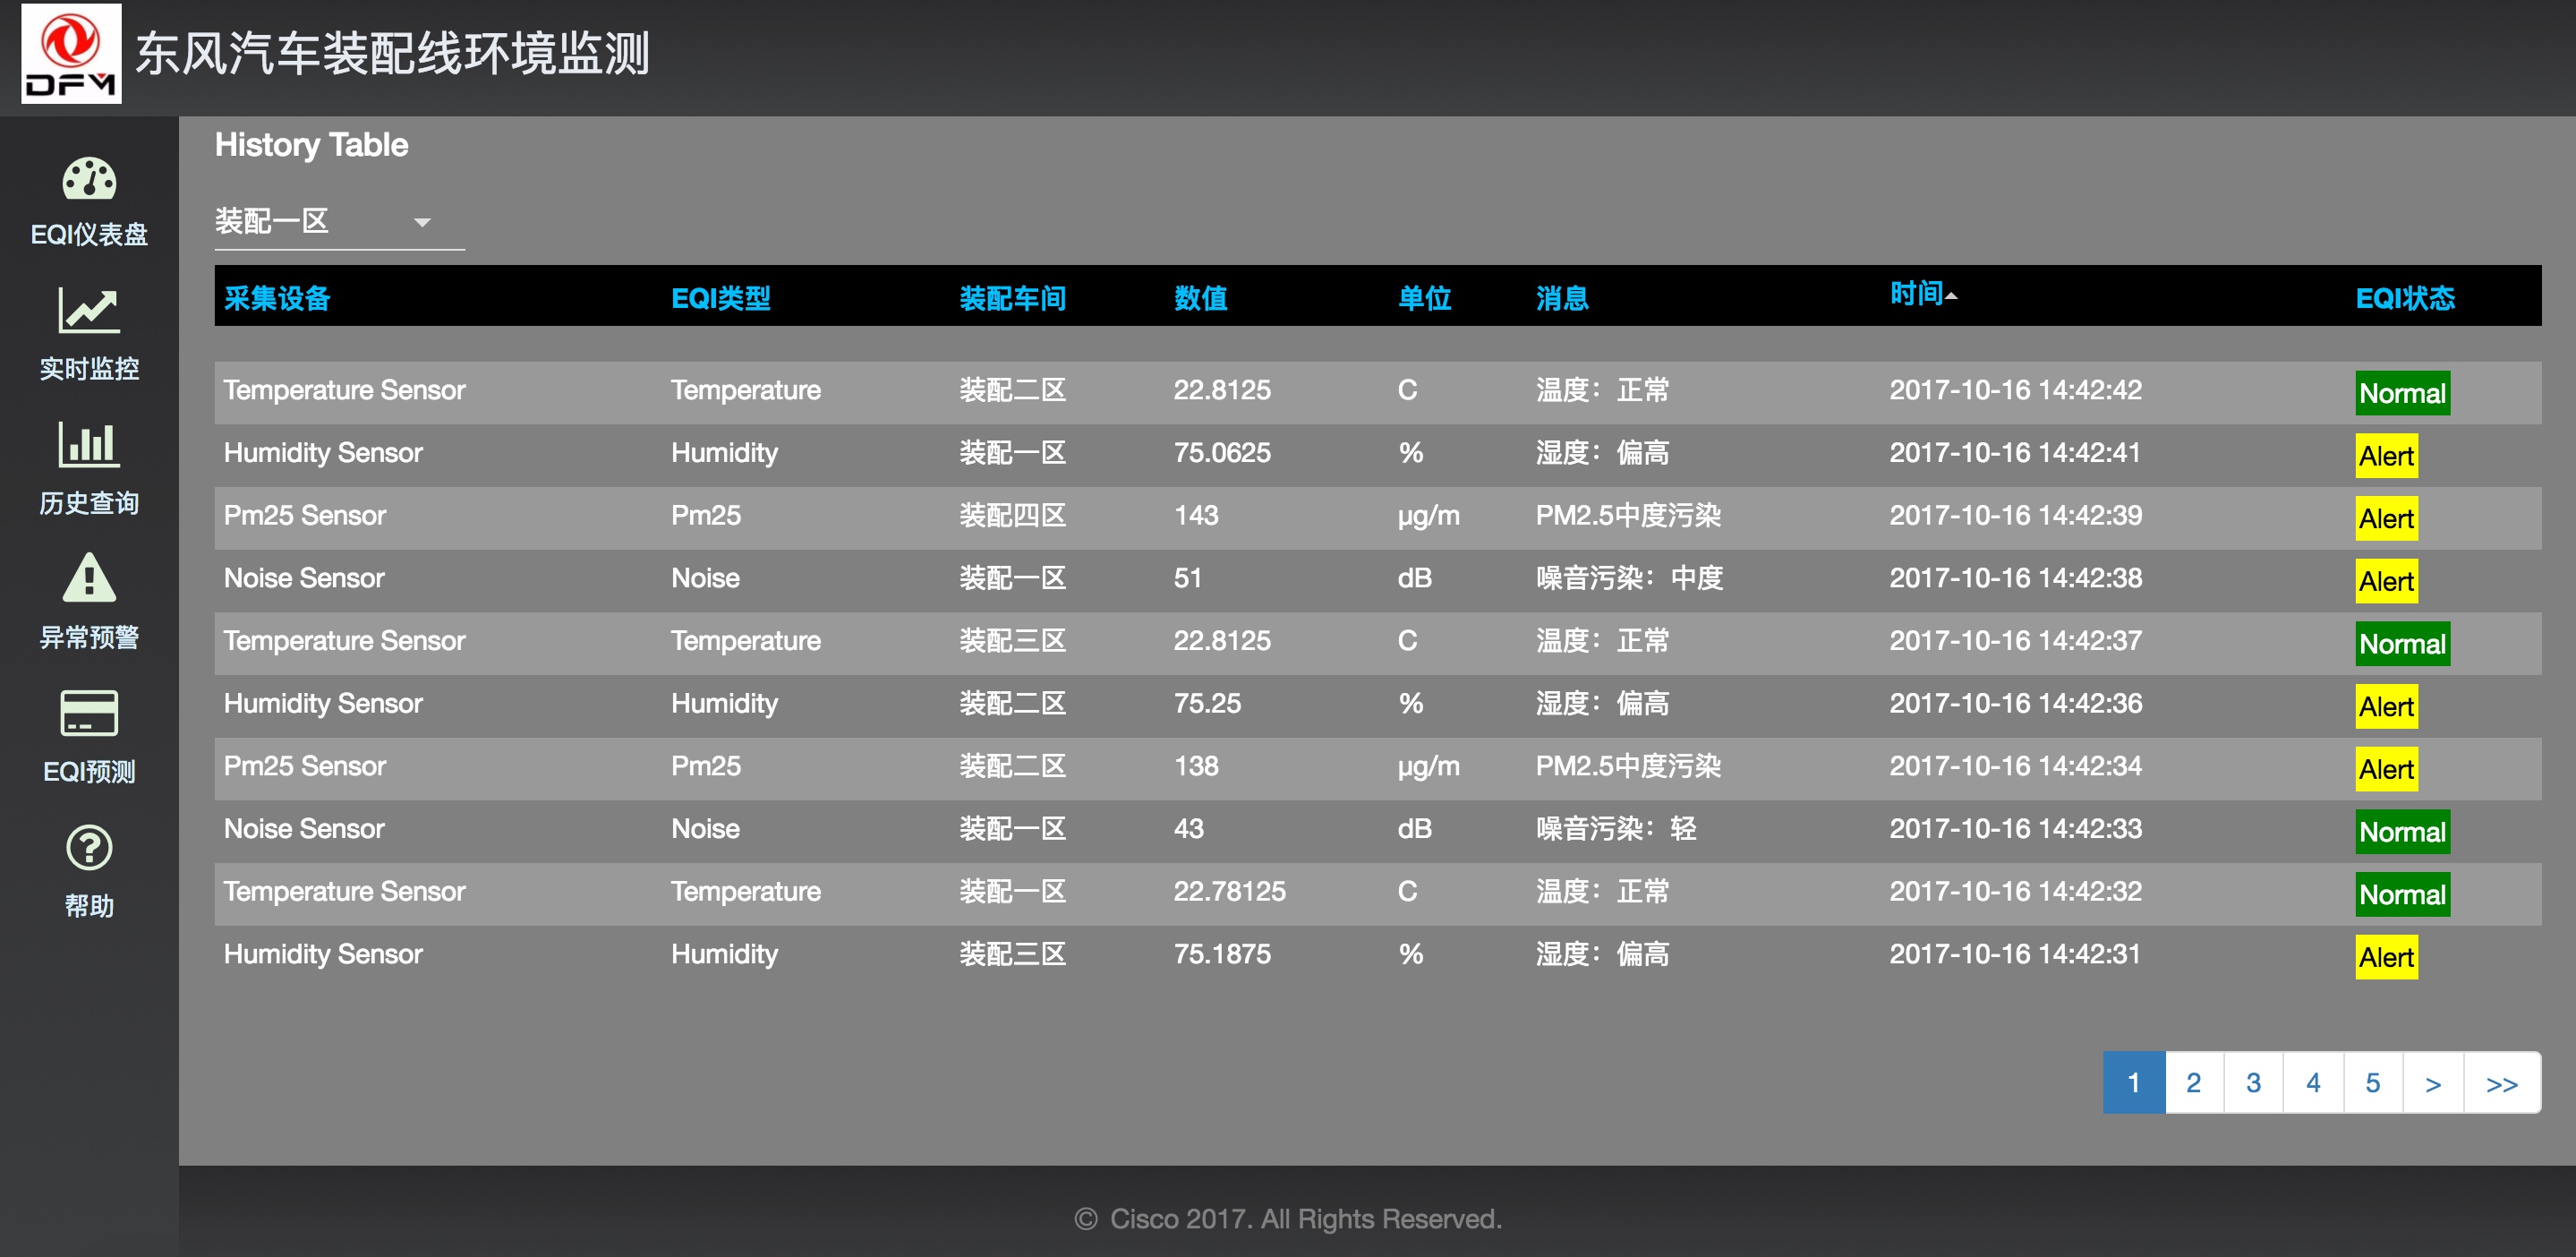 DFM
东风汽车装配线环境监测
EQI仪表盘
实时监控
历史查询
异常预警
EQI预测
帮助
History Table
装配一区
采集设备 EQI类型 装配车间 数值 单位 消息 时间 EQI状态
Temperature Sensor Temperature 装配二区 22.8125 C 温度：正常 2017-10-16 14:42:42 Normal
Humidity Sensor Humidity 装配一区 75.0625 % 湿度：偏高 2017-10-16 14:42:41 Alert
Pm25 Sensor Pm25 装配四区 143 μg/m PM2.5中度污染 2017-10-16 14:42:39 Alert
Noise Sensor Noise 装配一区 51 dB 噪音污染：中度 2017-10-16 14:42:38 Alert
Temperature Sensor Temperature 装配三区 22.8125 C 温度：正常 2017-10-16 14:42:37 Normal
Humidity Sensor Humidity 装配二区 75.25 % 湿度：偏高 2017-10-16 14:42:36 Alert
Pm25 Sensor Pm25 装配二区 138 μg/m PM2.5中度污染 2017-10-16 14:42:34 Alert
Noise Sensor Noise 装配一区 43 dB 噪音污染：轻 2017-10-16 14:42:33 Normal
Temperature Sensor Temperature 装配一区 22.78125 C 温度：正常 2017-10-16 14:42:32 Normal
Humidity Sensor Humidity 装配三区 75.1875 % 湿度：偏高 2017-10-16 14:42:31 Alert
1 2 3 4 5 > >>
© Cisco 2017. All Rights Reserved.